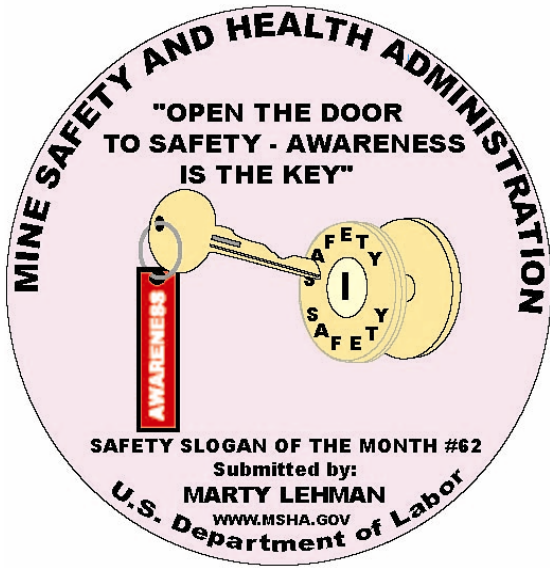 MINE SAFETY AND HEALTH ADMINISTRATION
"OPEN THE DOOR
TO SAFETY - AWARENESS
IS THE KEY"
SAFETY
I
SAFETY
AWARENESS
SAFETY SLOGAN OF THE MONTH #62
Submitted by:
MARTY LEHMAN
WWW.MSHA.GOV
U.S. Department of Labor